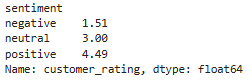 sentiment
negative    1.51
neutral     3.00
positive    4.49
Name: customer_rating, dtype: float64